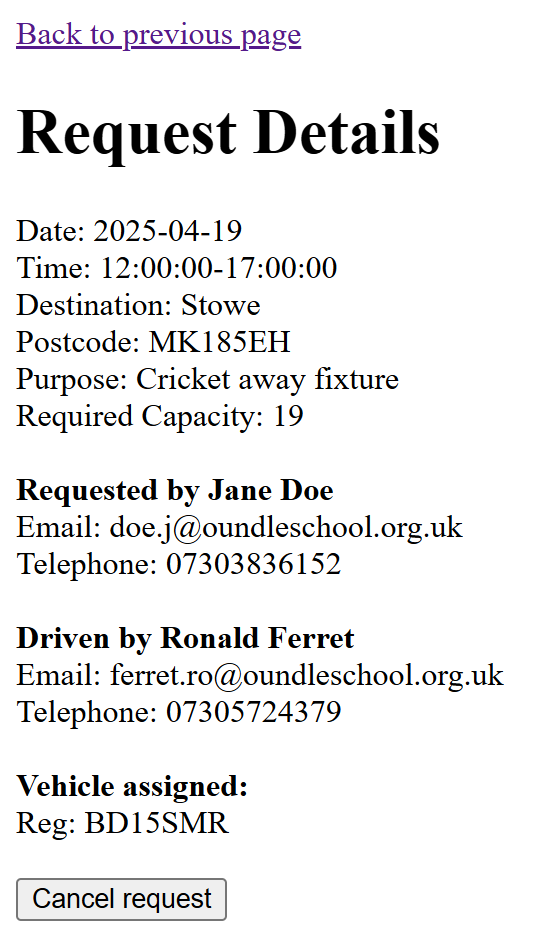 Back to previous page
Request Details
Date: 2025-04-19
Time: 12:00:00-17:00:00
Destination: Stowe
Postcode: MK185EH
Purpose: Cricket away fixture
Required Capacity: 19
Requested by Jane Doe
Email: doe.j@oundleschool.org.uk
Telephone: 07303836152
Driven by Ronald Ferret
Email: ferret.ro@oundleschool.org.uk
Telephone: 07305724379
Vehicle assigned:
Reg: BD15SMR
Cancel request